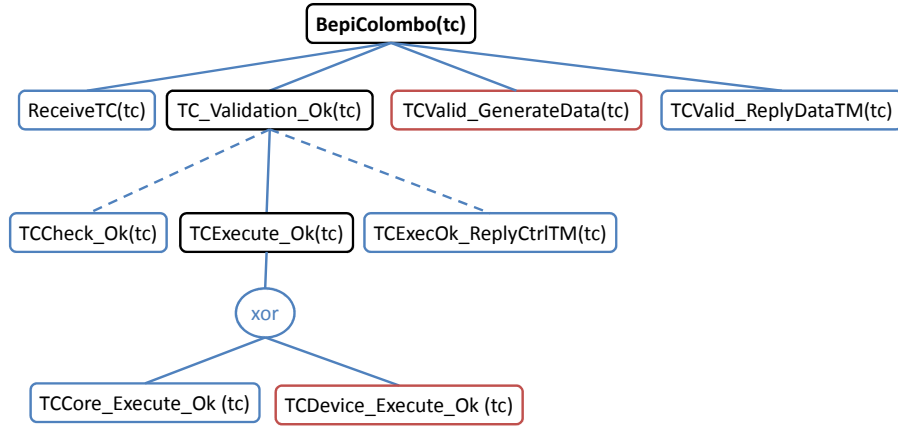 BepiColombo(tc)
ReceiveTC(tc)
TC_Validation_Ok(tc)
TCValid_GenerateData(tc)
TCValid_ReplyDataTM(tc)
TCCheck_Ok(tc)
TCExecute_Ok(tc)
TCExecOk_ReplyCtrlTM(tc)
xor
TCCore_Execute_Ok (tc)
TCDevice_Execute_Ok (tc)